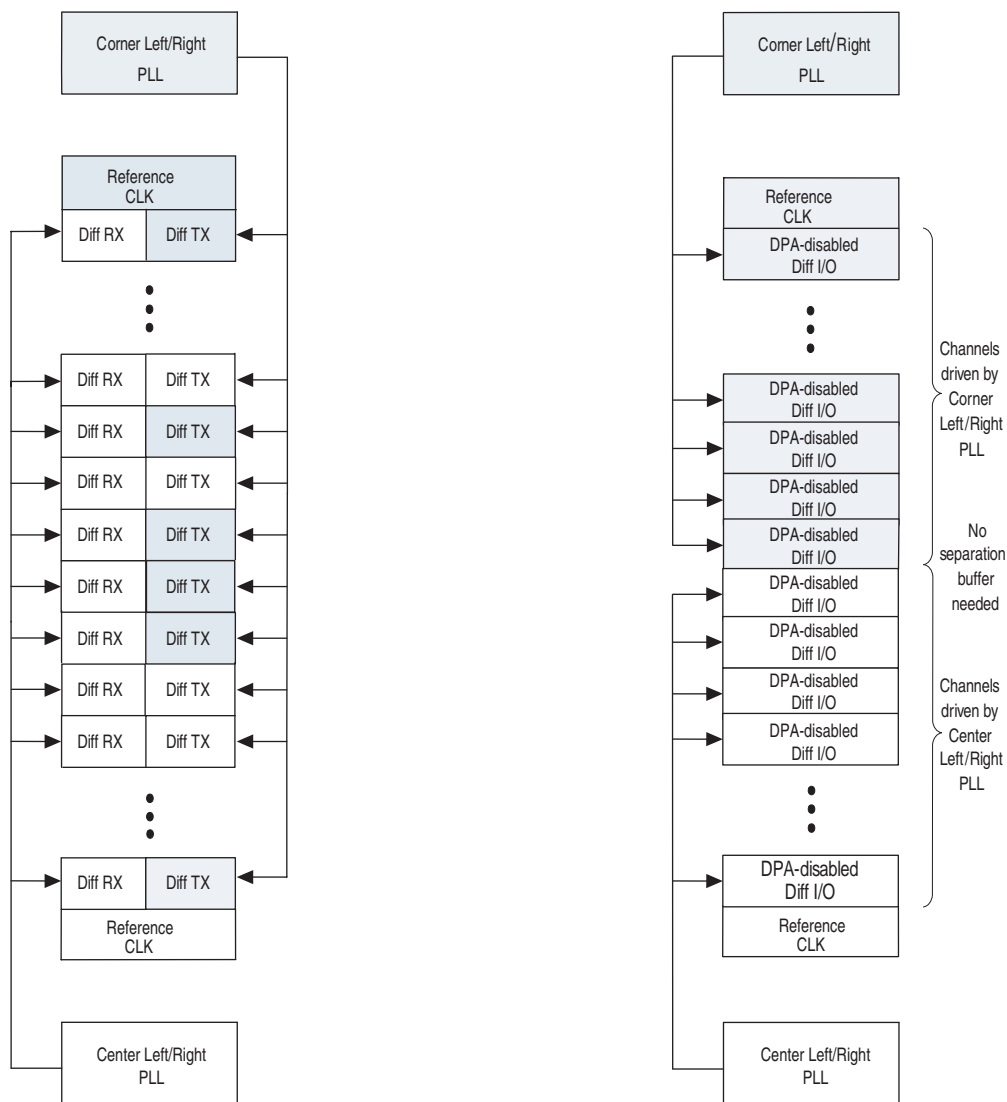 Corner Left/Right
PLL
Reference
CLK
Diff RX Diff TX
Diff RX Diff TX
Diff RX Diff TX
Diff RX Diff TX
Diff RX Diff TX
Diff RX Diff TX
Diff RX Diff TX
Diff RX Diff TX
Diff RX Diff TX
Diff RX Diff TX
Reference
CLK
Center Left/Right
PLL
Corner Left/Right
PLL
Reference
CLK
DPA-disabled
Diff I/O
DPA-disabled
Diff I/O
DPA-disabled
Diff I/O
DPA-disabled
Diff I/O
DPA-disabled
Diff I/O
DPA-disabled
Diff I/O
DPA-disabled
Diff I/O
DPA-disabled
Diff I/O
DPA-disabled
Diff I/O
DPA-disabled
Diff I/O
Reference
CLK
Center Left/Right
PLL
Channels
driven by
Corner
Left/Right
PLL
No
separation
buffer
needed
Channels
driven by
Center
Left/Right
PLL